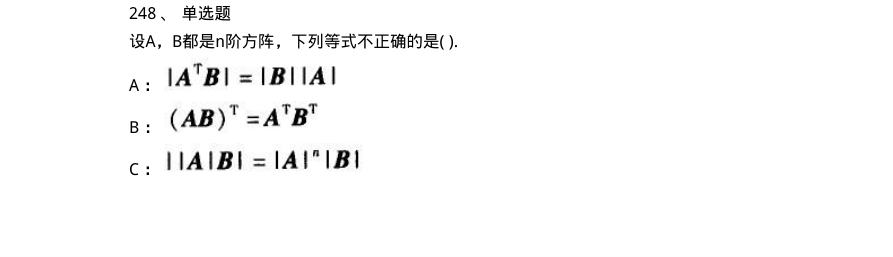 248 、 单选题
设A，B都是n阶方阵，下列等式不正确的是( ).
A： |AᵀB| = |B||A|
B： (AB)ᵀ = AᵀBᵀ
C： ||A|B| = |A|ⁿ|B|